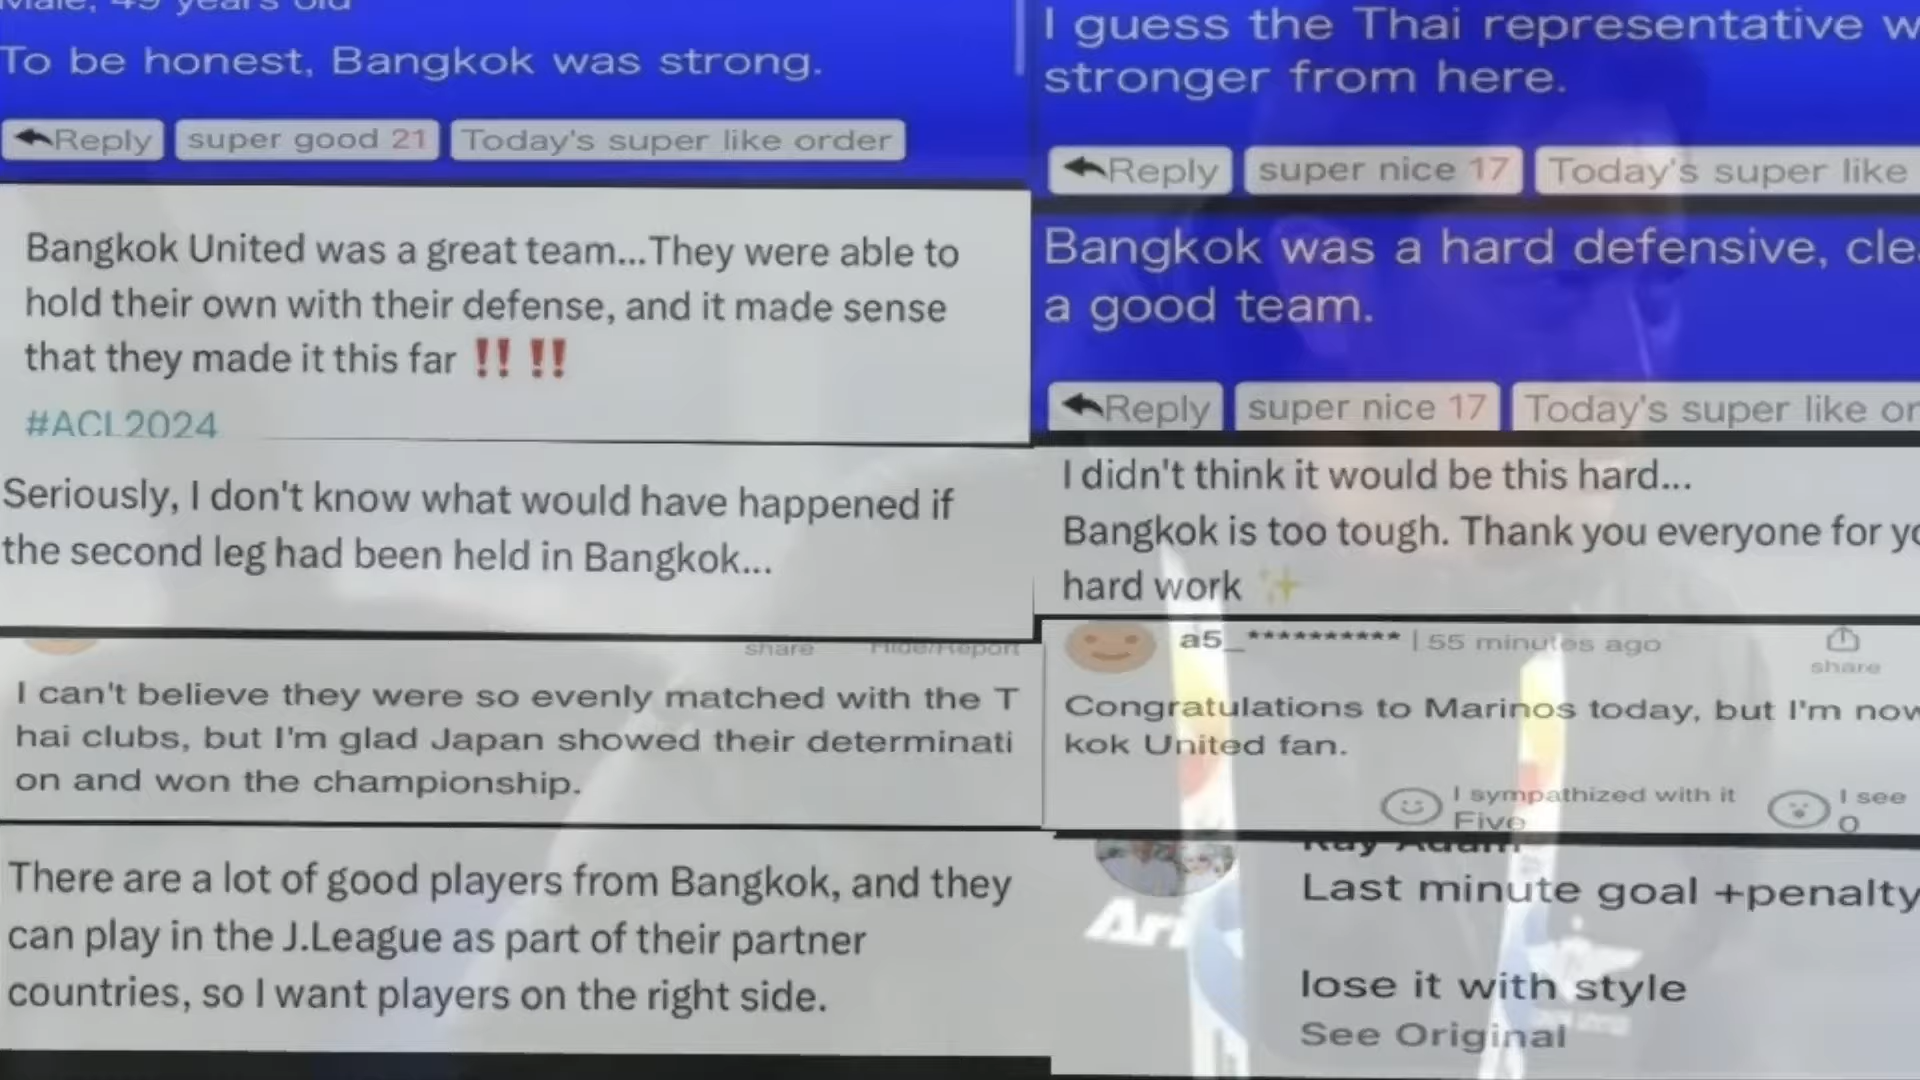 Male, 49 years old
To be honest, Bangkok was strong.
Reply super good 21 Today's super like order
Bangkok United was a great team...They were able to
hold their own with their defense, and it made sense
that they made it this far ‼️ ‼️
#ACL2024
Seriously, I don't know what would have happened if
the second leg had been held in Bangkok...
share Hide/Report
I can't believe they were so evenly matched with the T
hai clubs, but I'm glad Japan showed their determinati
on and won the championship.
There are a lot of good players from Bangkok, and they
can play in the J.League as part of their partner
countries, so I want players on the right side.
I guess the Thai representative
stronger from here.
Reply super nice 17 Today's super like
Bangkok was a hard defensive,
a good team.
Reply super nice 17 Today's super like
I didn't think it would be this hard...
Bangkok is too tough. Thank you everyone for
hard work ✨
a5_********** | 55 minutes ago
share
Congratulations to Marinos today, but I'm now
kok United fan.
I sympathized with it
Five
I see
0
Last minute goal +penalty
lose it with style
See Original